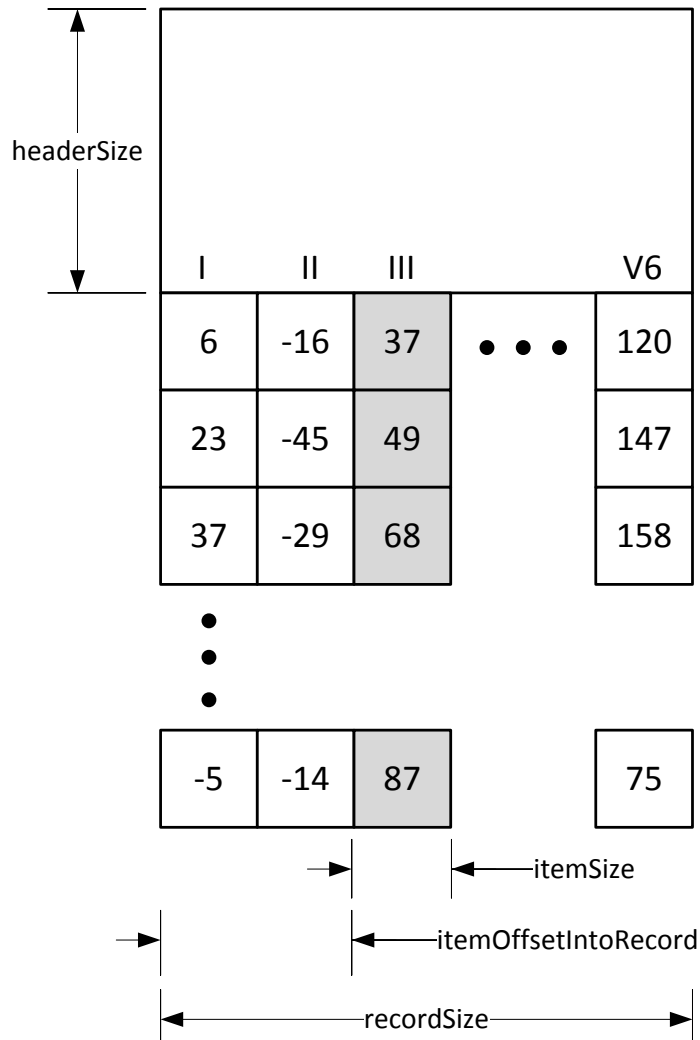 headerSize
I II III V6
6 -16 37 120
23 -45 49 147
37 -29 68 158
-5 -14 87 75
itemSize
itemOffsetIntoRecord
recordSize